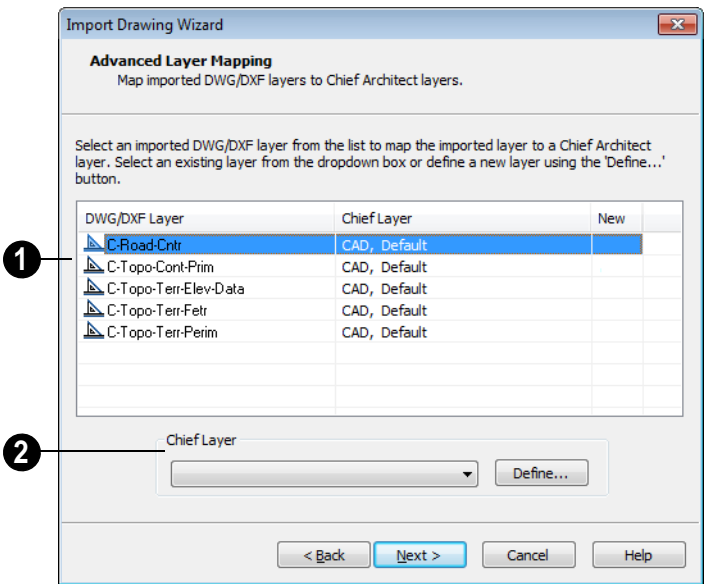 Import Drawing Wizard
Advanced Layer Mapping
Map imported DWG/DXF layers to Chief Architect layers.
Select an imported DWG/DXF layer from the list to map the imported layer to a Chief Architect
layer. Select an existing layer from the dropdown box or define a new layer using the 'Define...'
button.
DWG/DXF Layer Chief Layer New
1
C-Road-Cntr CAD, Default
C-Topo-Cont-Prim CAD, Default
C-Topo-Terr-Elev-Data CAD, Default
C-Topo-Terr-Fetr CAD, Default
C-Topo-Terr-Perim CAD, Default
2
Chief Layer
Define...
< Back Next > Cancel Help